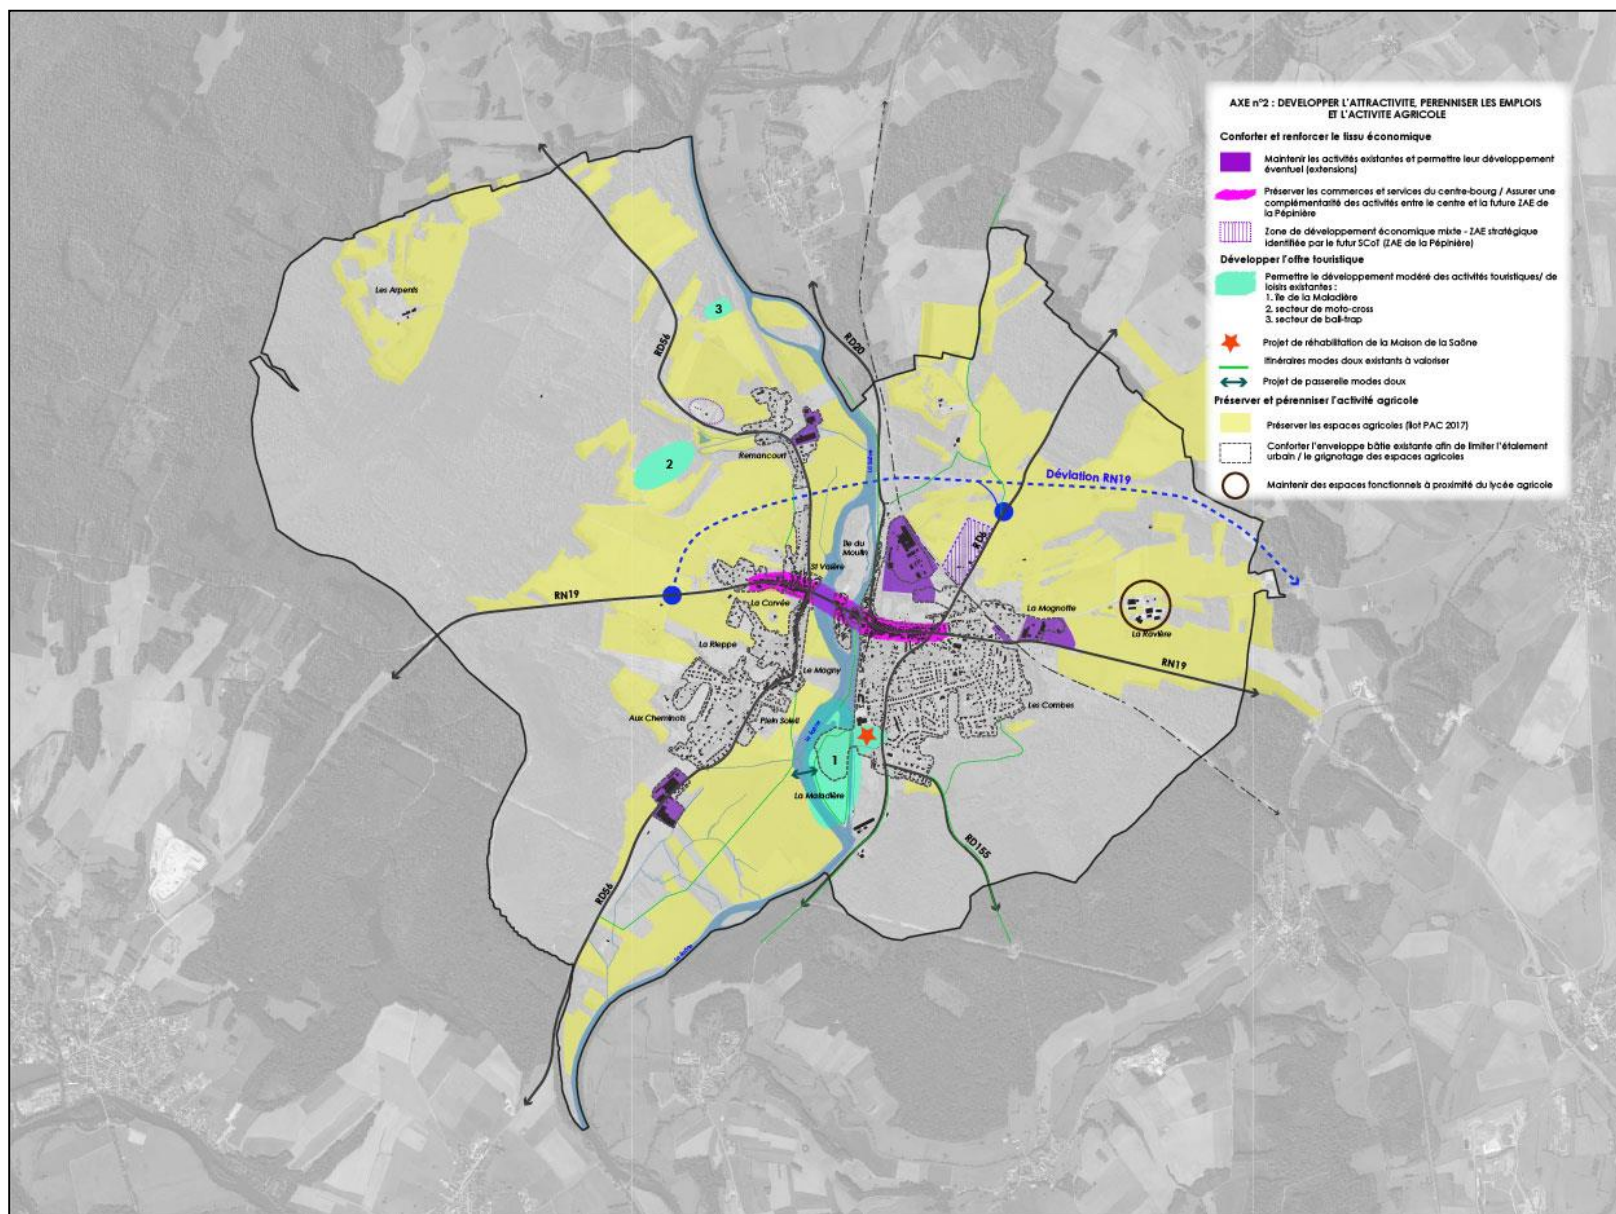 AXE n°2 : DEVELOPPER L'ATTRACTIVITE, PERENNISER LES EMPLOIS
ET L'ACTIVITE AGRICOLE
Conforter et renforcer le tissu économique
Maintenir les activités existantes et permettre leur développement
éventuel (extensions)
Préserver les commerces et services du centre-bourg / Assurer une
complémentarité des activités entre le centre et la future ZAE de
la Pépinière
Zone de développement économique mixte - ZAE stratégique
identifiée par le futur SCoT (ZAE de la Pépinière)
Développer l'offre touristique
Permettre le développement modéré des activités touristiques/ de
loisirs existantes :
1. île de la Maladière
2. secteur de moto-cross
3. secteur de ball-trap
Projet de réhabilitation de la Maison de la Saône
Itinéraires modes doux existants à valoriser
Projet de passerelle modes doux
Préserver et pérenniser l'activité agricole
Préserver les espaces agricoles (îlot PAC 2017)
Conforter l'enveloppe bâtie existante afin de limiter l'étalement
urbain / le grignotage des espaces agricoles
Maintenir des espaces fonctionnels à proximité du lycée agricole
Les Arpents
3
RD56
RD20
Remancourt
2
La Saône
Déviation RN19
Ile du
Moulin
RD6
St Valère
RN19
La Corvée
La Magnotte
La Ravière
La Rieppe
RN19
Le Magny
Aux Cheminots
Plein Soleil
Les Combes
La Saône
1
La Maladière
RD155
RD56
La Saône